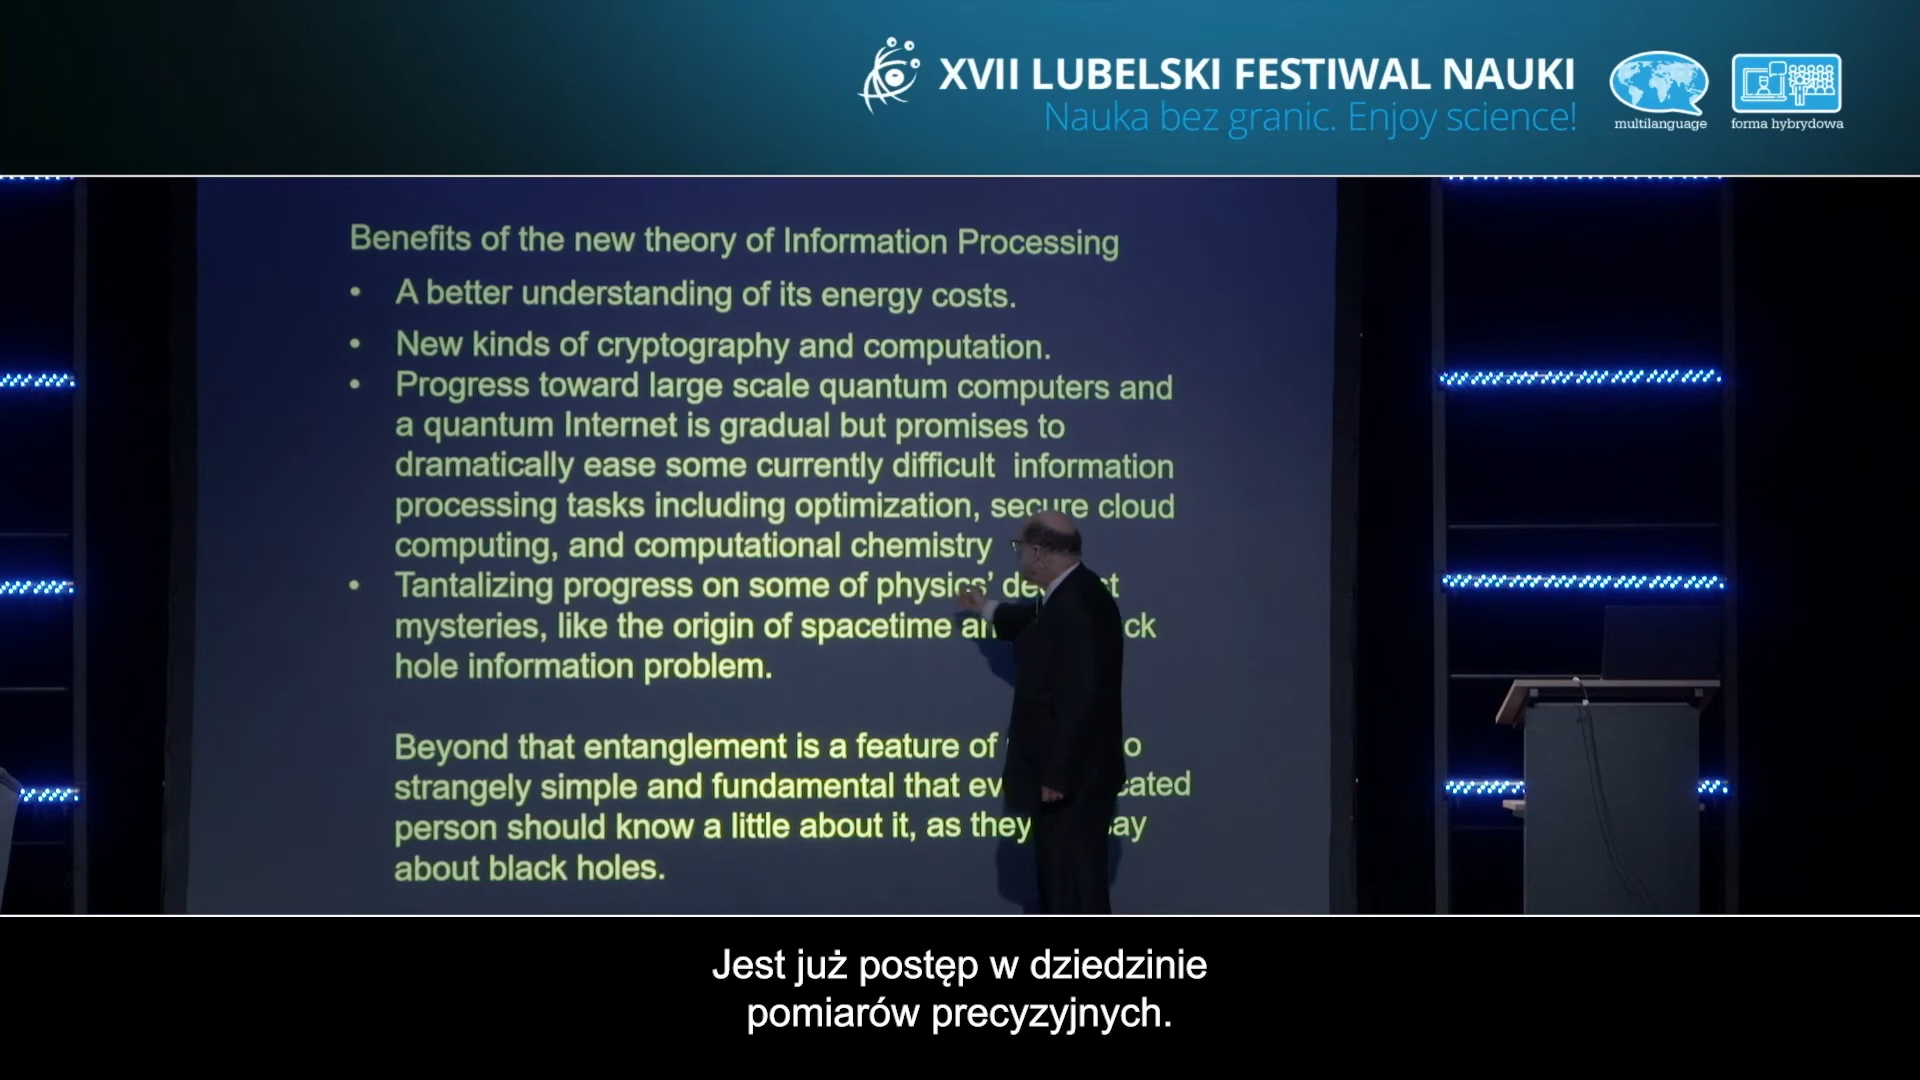 XVII LUBELSKI FESTIWAL NAUKI
Nauka bez granic. Enjoy science!
multilanguage
forma hybrydowa
Benefits of the new theory of Information Processing
• A better understanding of its energy costs.
• New kinds of cryptography and computation.
• Progress toward large scale quantum computers and
a quantum Internet is gradual but promises to
dramatically ease some currently difficult information
processing tasks including optimization, secure cloud
computing, and computational chemistry
• Tantalizing progress on some of physics'
mysteries, like the origin of spacetime
hole information problem.
Beyond that entanglement is a feature of
strangely simple and fundamental that
person should know a little about it, as they
about black holes.
Jest już postęp w dziedzinie
pomiarów precyzyjnych.